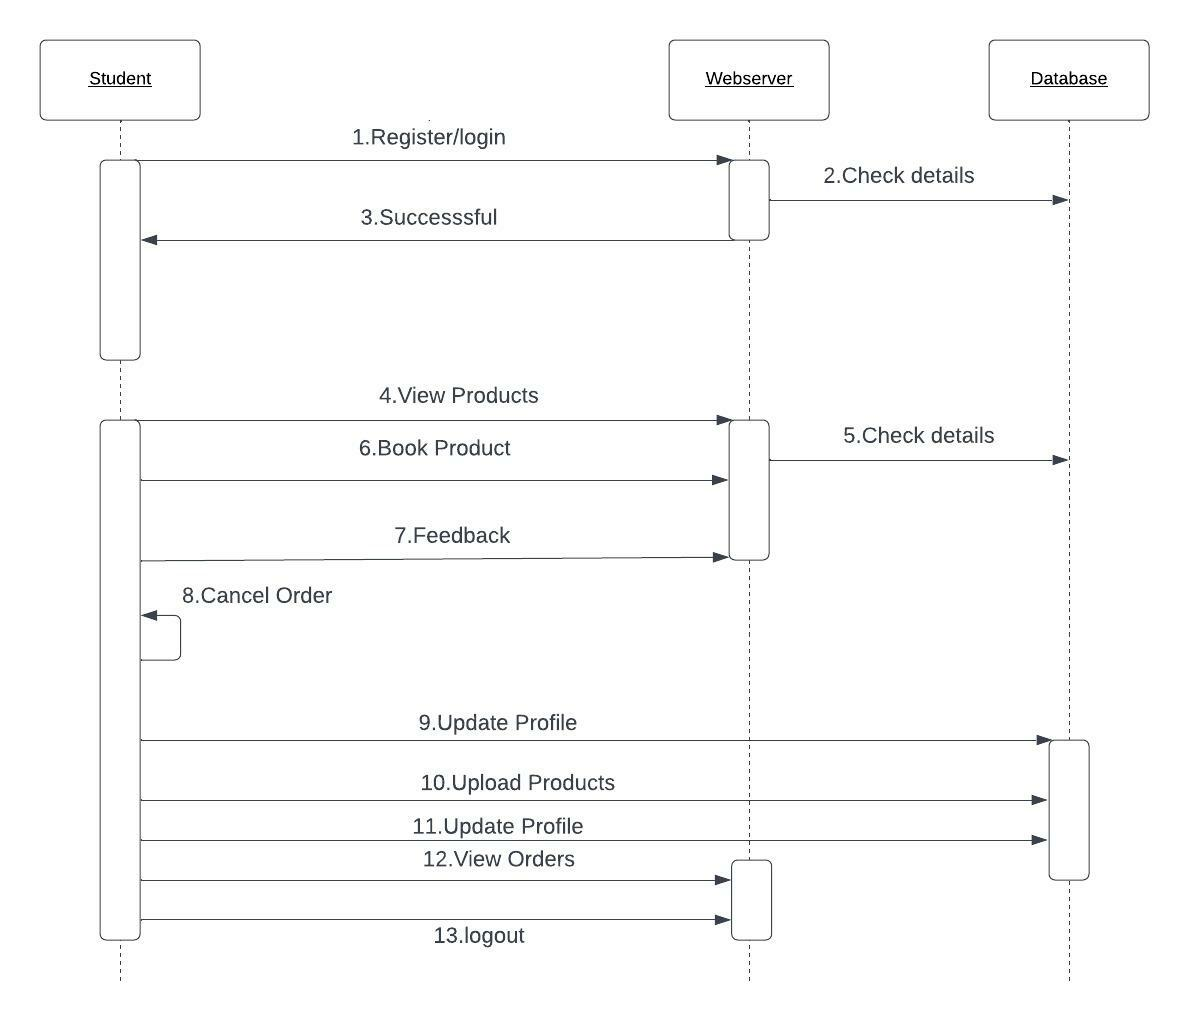 Student
Webserver
Database
1.Register/login
2.Check details
3.Successsful
4.View Products
5.Check details
6.Book Product
7.Feedback
8.Cancel Order
9.Update Profile
10.Upload Products
11.Update Profile
12.View Orders
13.logout